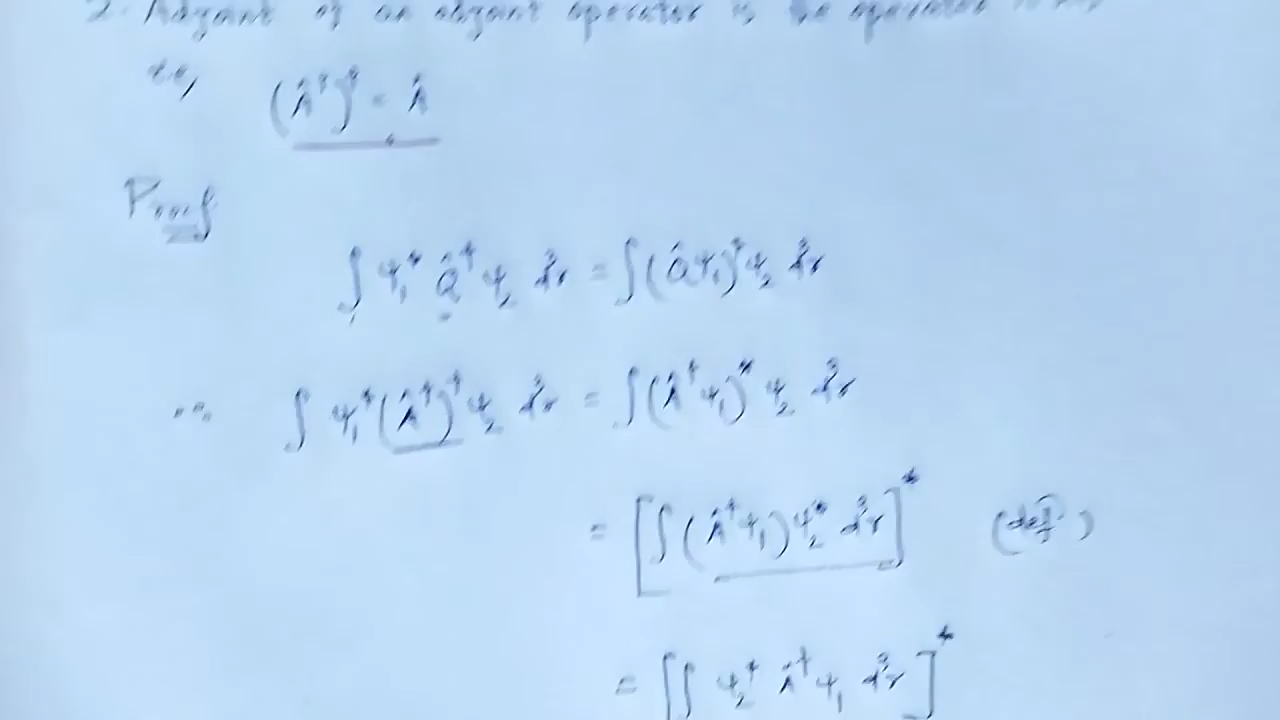 2. Adjoint of an adjoint operator is the operator itself
i.e, (Â†)† = Â
Proof
∫ ψ₁* Q̂† ψ₂ d³r = ∫(Q̂ψ₁)* ψ₂ d³r
∴ ∫ ψ₁* (Â†)† ψ₂ d³r = ∫(Â†ψ₁)* ψ₂ d³r
= [∫(Â†ψ₁) ψ₂* d³r]* (def)
= [∫ ψ₂* Â† ψ₁ d³r]*